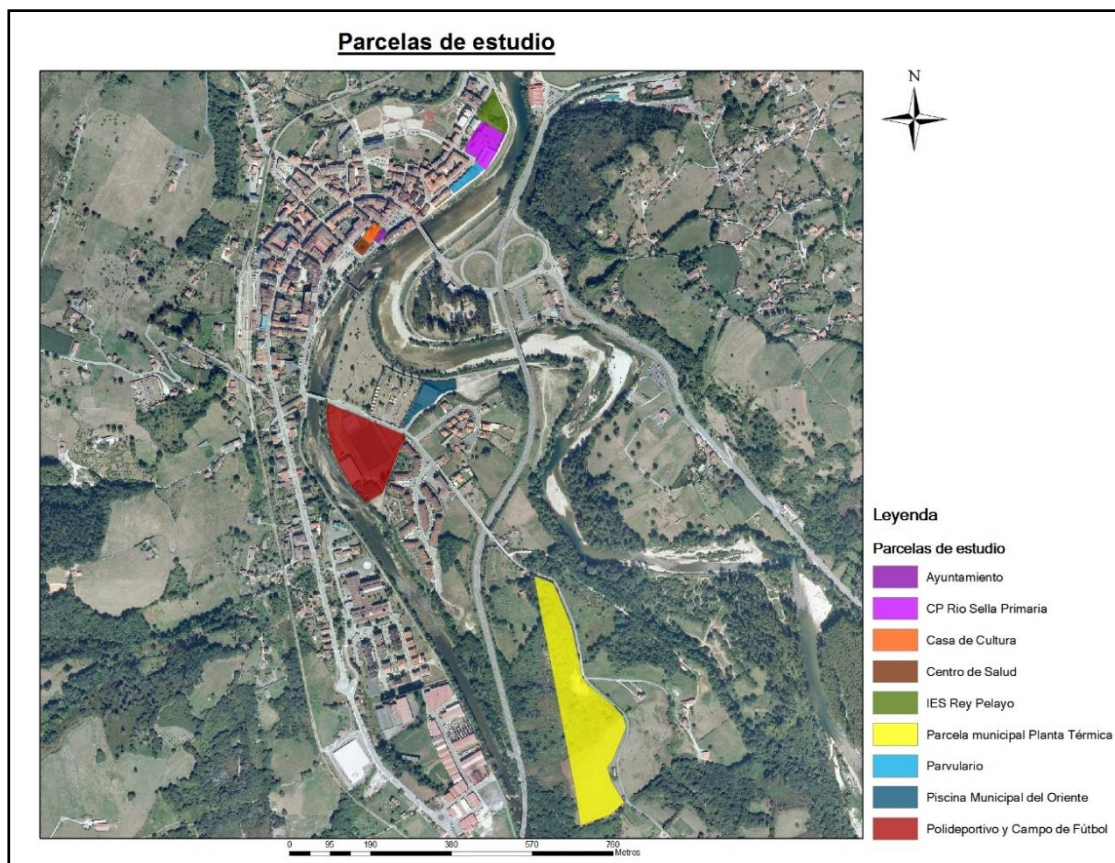 Parcelas de estudio
N
Leyenda
Parcelas de estudio
Ayuntamiento
CP Rio Sella Primaria
Casa de Cultura
Centro de Salud
IES Rey Pelayo
Parcela municipal Planta Térmica
Parvulario
Piscina Municipal del Oriente
Polideportivo y Campo de Fútbol
0 95 190 380 570 760
Metros